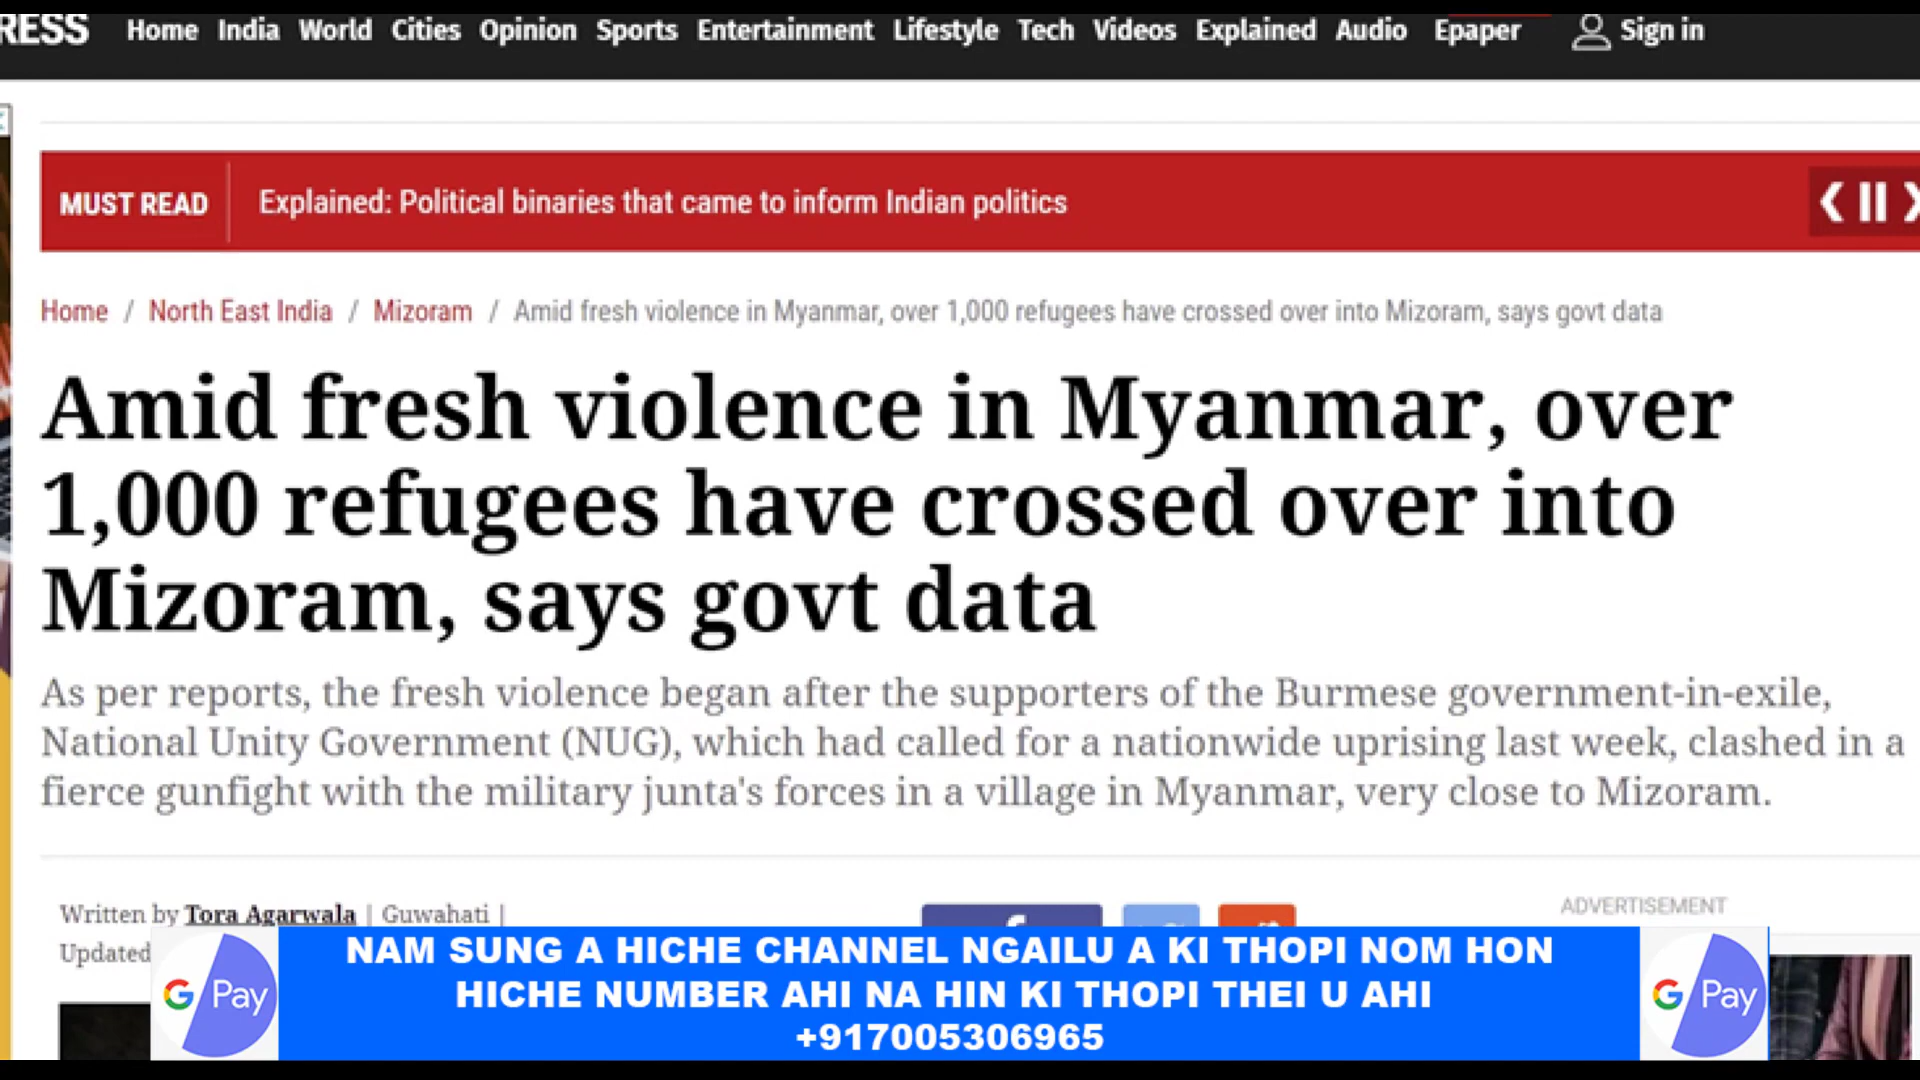 RESS Home India World Cities Opinion Sports Entertainment Lifestyle Tech Videos Explained Audio Epaper Sign in
MUST READ Explained: Political binaries that came to inform Indian politics
Home / North East India / Mizoram / Amid fresh violence in Myanmar, over 1,000 refugees have crossed over into Mizoram, says govt data
Amid fresh violence in Myanmar, over
1,000 refugees have crossed over into
Mizoram, says govt data
As per reports, the fresh violence began after the supporters of the Burmese government-in-exile,
National Unity Government (NUG), which had called for a nationwide uprising last week, clashed in a
fierce gunfight with the military junta's forces in a village in Myanmar, very close to Mizoram.
Written by Tora Agarwala | Guwahati |
Updated
ADVERTISEMENT
G Pay
NAM SUNG A HICHE CHANNEL NGAILU A KI THOPI NOM HON
HICHE NUMBER AHI NA HIN KI THOPI THEI U AHI
+917005306965
G Pay